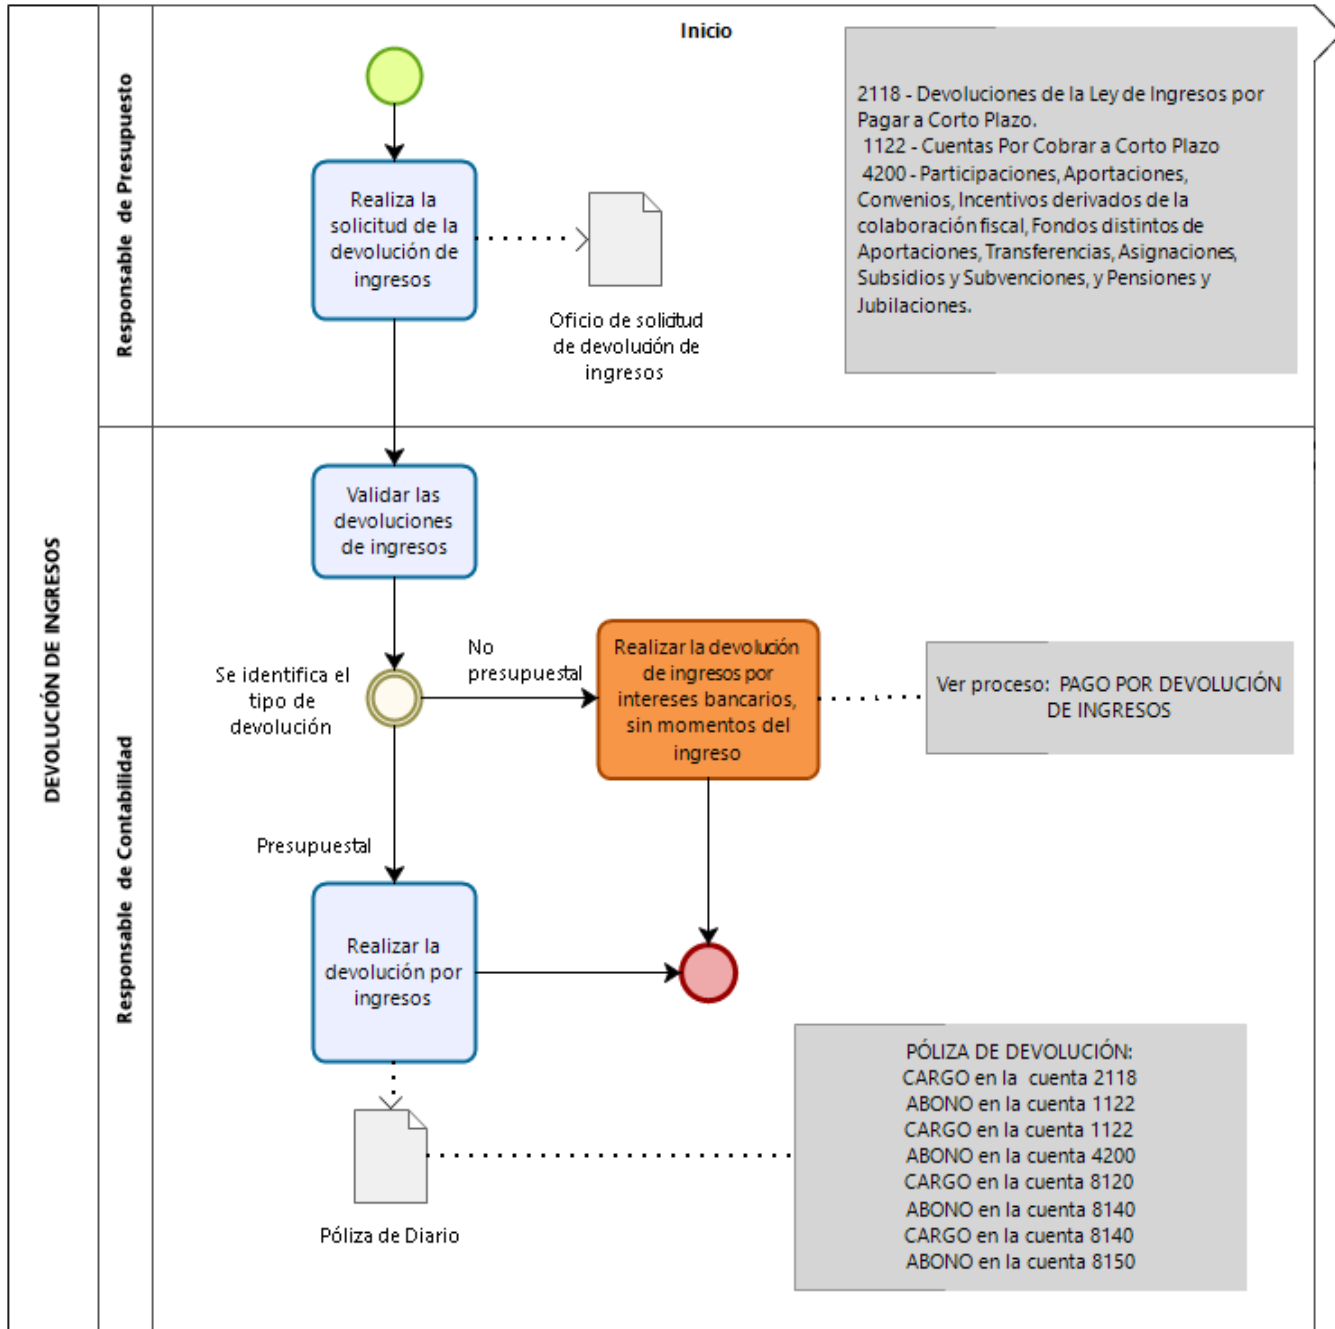 Inicio
DEVOLUCIÓN DE INGRESOS
Responsable de Presupuesto
Realiza la
solicitud de la
devolución de
ingresos
Oficio de solicitud
de devolución de
ingresos
2118 - Devoluciones de la Ley de Ingresos por
Pagar a Corto Plazo.
1122 - Cuentas Por Cobrar a Corto Plazo
4200 - Participaciones, Aportaciones,
Convenios, Incentivos derivados de la
colaboración fiscal, Fondos distintos de
Aportaciones, Transferencias, Asignaciones,
Subsidios y Subvenciones, y Pensiones y
Jubilaciones.
Responsable de Contabilidad
Validar las
devoluciones
de ingresos
Se identifica el
tipo de
devolución
No
presupuestal
Realizar la devolución
de ingresos por
intereses bancarios,
sin momentos del
ingreso
Ver proceso: PAGO POR DEVOLUCIÓN
DE INGRESOS
Presupuestal
Realizar la
devolución por
ingresos
Póliza de Diario
PÓLIZA DE DEVOLUCIÓN:
CARGO en la cuenta 2118
ABONO en la cuenta 1122
CARGO en la cuenta 1122
ABONO en la cuenta 4200
CARGO en la cuenta 8120
ABONO en la cuenta 8140
CARGO en la cuenta 8140
ABONO en la cuenta 8150